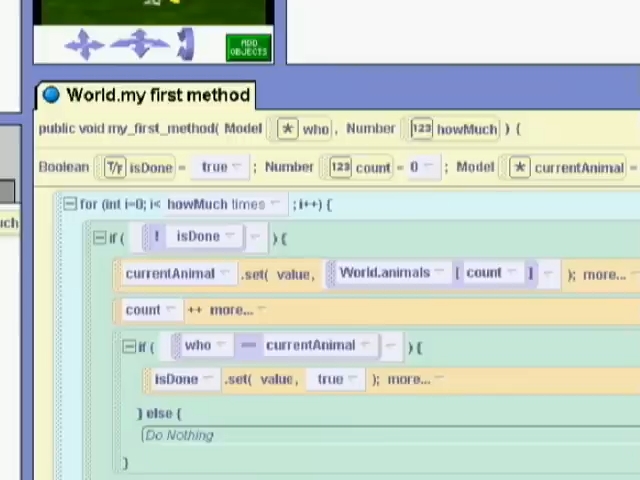 ADD OBJECTS
World.my first method
public void my_first_method( Model * who, Number 123 howMuch ) {
Boolean T/F isDone = true ; Number 123 count = 0 ; Model * currentAnimal =
uch
for (int i=0; i< howMuch times ; i++) {
if ( ! isDone ) {
currentAnimal .set( value, World.animals [ count ] ); more...
count ++ more...
if ( who == currentAnimal ) {
isDone .set( value, true ); more...
} else {
Do Nothing
}